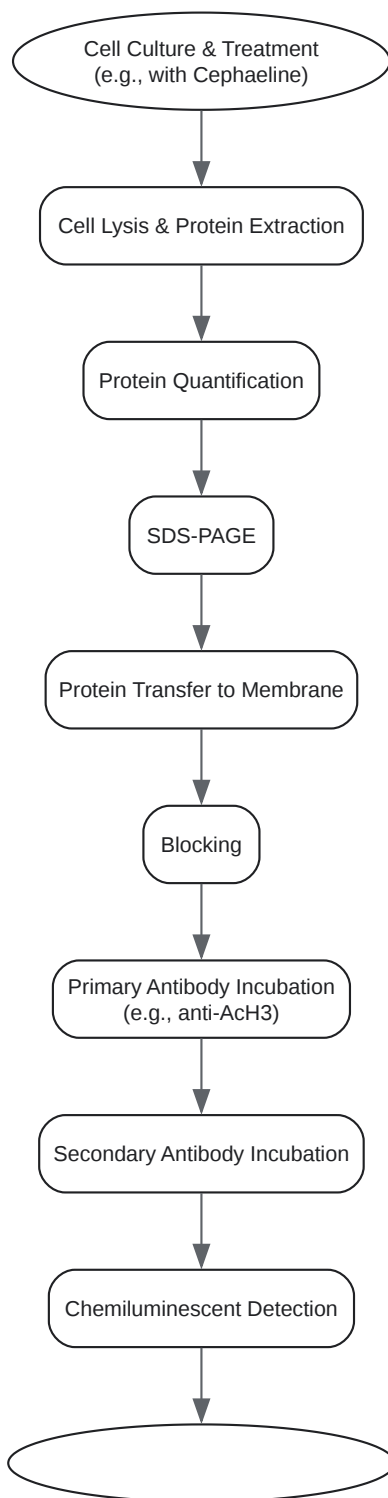 Cell Culture & Treatment
(e.g., with Cephaeline)
Cell Lysis & Protein Extraction
Protein Quantification
SDS-PAGE
Protein Transfer to Membrane
Blocking
Primary Antibody Incubation
(e.g., anti-AcH3)
Secondary Antibody Incubation
Chemiluminescent Detection